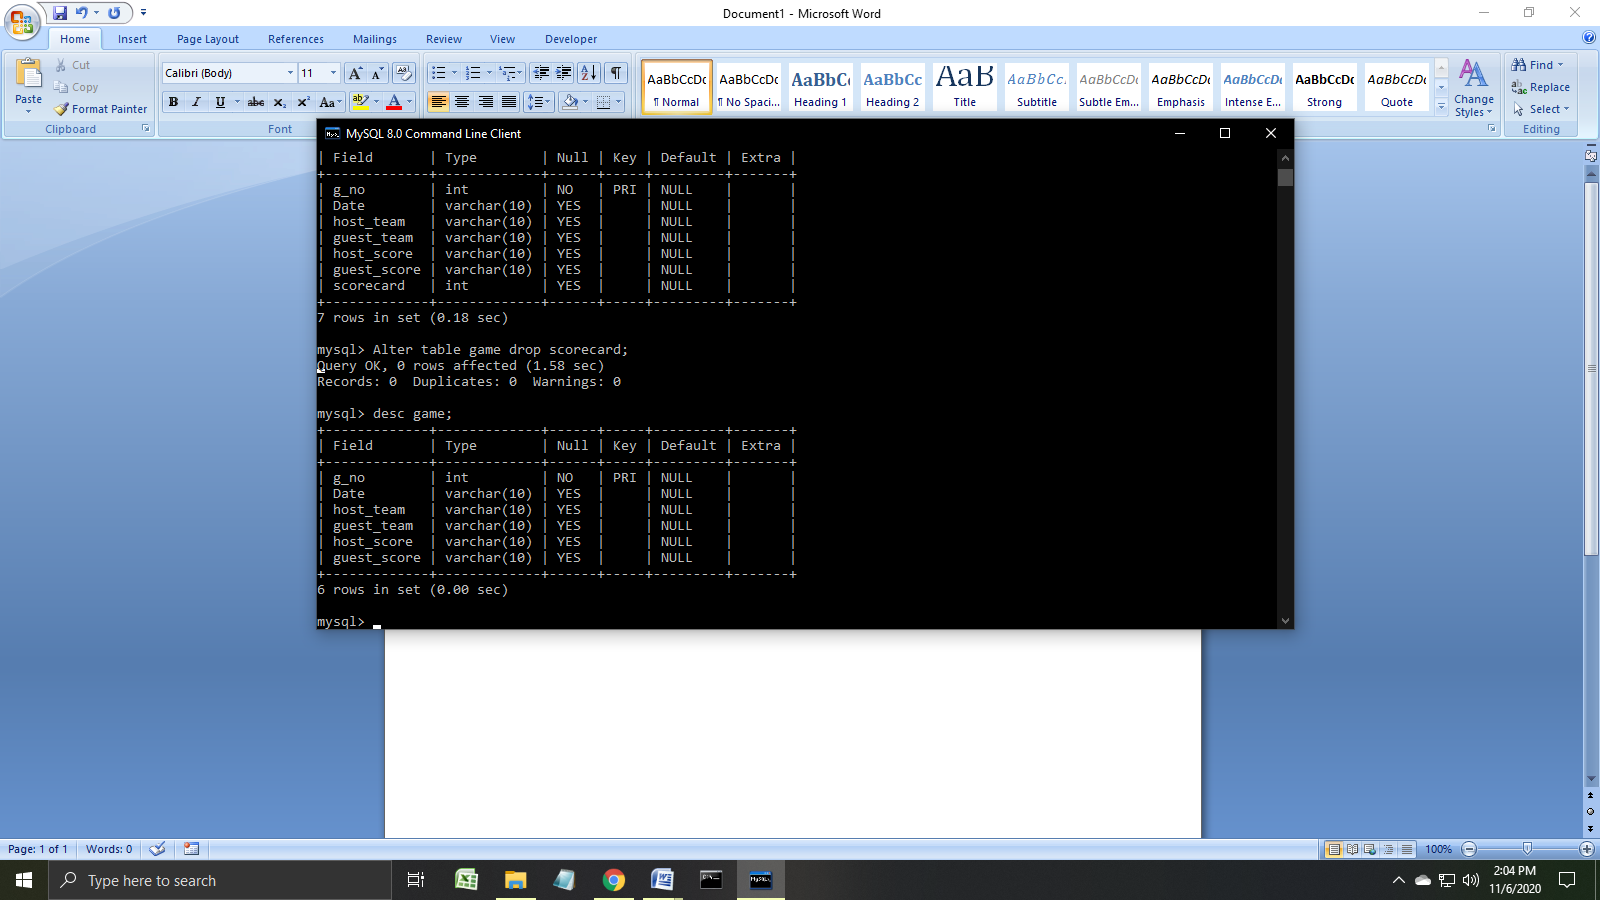 Document1 - Microsoft Word
Home Insert Page Layout References Mailings Review View Developer
Paste
Cut
Copy
Format Painter
Clipboard
Calibri (Body) 11
Font
AaBbCcDc AaBbCcDc AaBbC AaBbCc AaB AaBbCc. AaBbCcDc AaBbCcDc AaBbCcDc AaBbCcDc AaBbCcDc
¶ Normal ¶ No Spaci... Heading 1 Heading 2 Title Subtitle Subtle Em... Emphasis Intense E... Strong Quote
Change Styles
Find
Replace
Select
Editing
MySQL 8.0 Command Line Client
| Field       | Type        | Null | Key | Default | Extra |
+-------------+-------------+------+-----+---------+-------+
| g_no        | int         | NO   | PRI | NULL    |       |
| Date        | varchar(10) | YES  |     | NULL    |       |
| host_team   | varchar(10) | YES  |     | NULL    |       |
| guest_team  | varchar(10) | YES  |     | NULL    |       |
| host_score  | varchar(10) | YES  |     | NULL    |       |
| guest_score | varchar(10) | YES  |     | NULL    |       |
| scorecard   | int         | YES  |     | NULL    |       |
+-------------+-------------+------+-----+---------+-------+
7 rows in set (0.18 sec)
mysql> Alter table game drop scorecard;
Query OK, 0 rows affected (1.58 sec)
Records: 0  Duplicates: 0  Warnings: 0
mysql> desc game;
+-------------+-------------+------+-----+---------+-------+
| Field       | Type        | Null | Key | Default | Extra |
+-------------+-------------+------+-----+---------+-------+
| g_no        | int         | NO   | PRI | NULL    |       |
| Date        | varchar(10) | YES  |     | NULL    |       |
| host_team   | varchar(10) | YES  |     | NULL    |       |
| guest_team  | varchar(10) | YES  |     | NULL    |       |
| host_score  | varchar(10) | YES  |     | NULL    |       |
| guest_score | varchar(10) | YES  |     | NULL    |       |
+-------------+-------------+------+-----+---------+-------+
6 rows in set (0.00 sec)
mysql>
Page: 1 of 1 Words: 0 100%
Type here to search
2:04 PM
11/6/2020